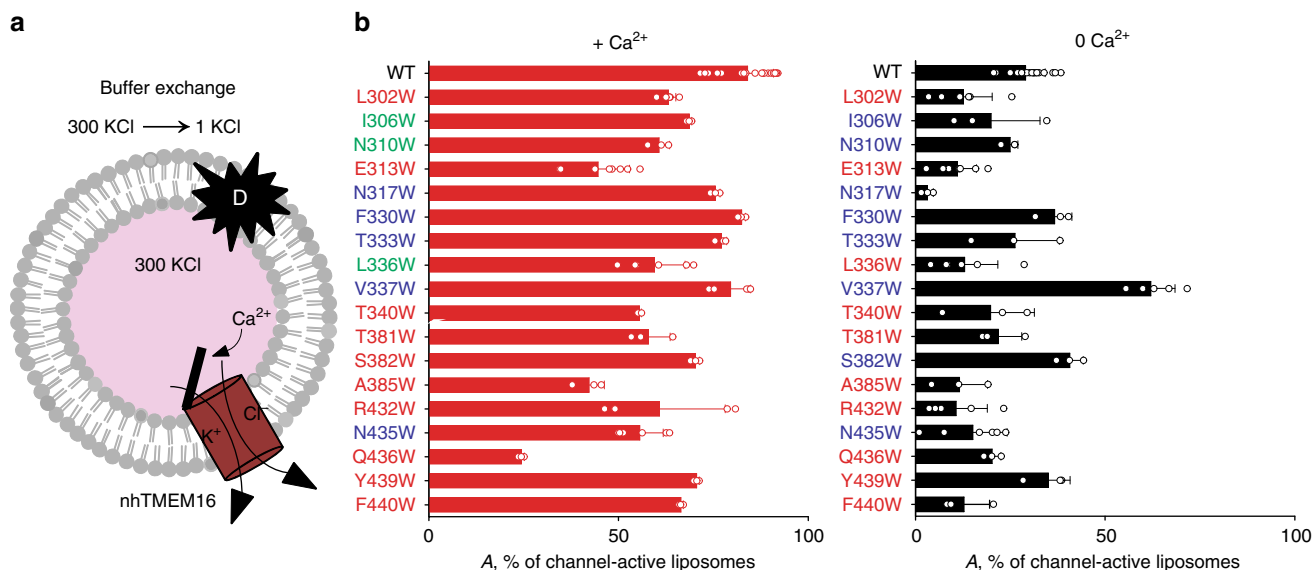 a
Buffer exchange
300 KCl → 1 KCl
D
300 KCl
Ca²⁺
Cl⁻
K⁺
nhTMEM16
b
+ Ca²⁺
WT
L302W
I306W
N310W
E313W
N317W
F330W
T333W
L336W
V337W
T340W
T381W
S382W
A385W
R432W
N435W
Q436W
Y439W
F440W
0 50 100
A, % of channel-active liposomes
0 Ca²⁺
WT
L302W
I306W
N310W
E313W
N317W
F330W
T333W
L336W
V337W
T340W
T381W
S382W
A385W
R432W
N435W
Q436W
Y439W
F440W
0 50 100
A, % of channel-active liposomes